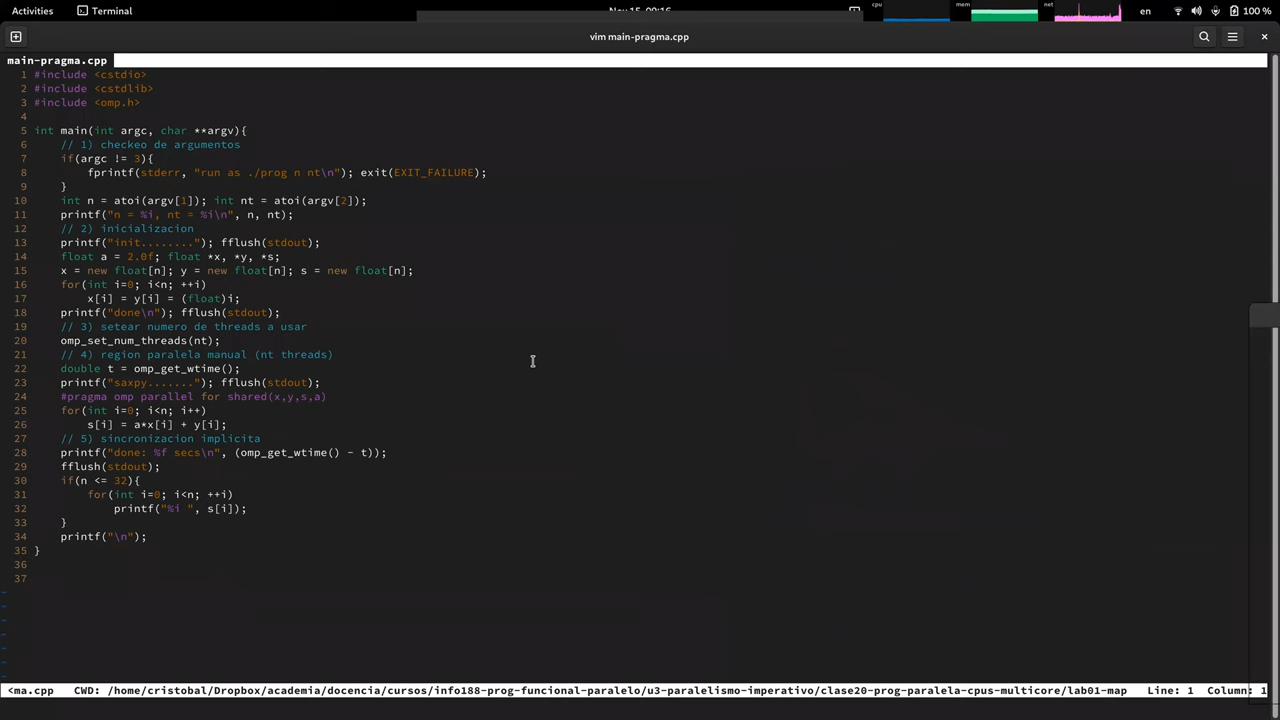 Activities Terminal
cpu mem net en 100 %
vim main-pragma.cpp
main-pragma.cpp
1 #include <cstdio>
2 #include <cstdlib>
3 #include <omp.h>
4
5 int main(int argc, char **argv){
6 // 1) checkeo de argumentos
7 if(argc != 3){
8 fprintf(stderr, "run as ./prog n nt\n"); exit(EXIT_FAILURE);
9 }
10 int n = atoi(argv[1]); int nt = atoi(argv[2]);
11 printf("n = %i, nt = %i\n", n, nt);
12 // 2) inicializacion
13 printf("init........"); fflush(stdout);
14 float a = 2.0f; float *x, *y, *s;
15 x = new float[n]; y = new float[n]; s = new float[n];
16 for(int i=0; i<n; ++i)
17 x[i] = y[i] = (float)i;
18 printf("done\n"); fflush(stdout);
19 // 3) setear numero de threads a usar
20 omp_set_num_threads(nt);
21 // 4) region paralela manual (nt threads)
22 double t = omp_get_wtime();
23 printf("saxpy......."); fflush(stdout);
24 #pragma omp parallel for shared(x,y,s,a)
25 for(int i=0; i<n; i++)
26 s[i] = a*x[i] + y[i];
27 // 5) sincronizacion implicita
28 printf("done: %f secs\n", (omp_get_wtime() - t));
29 fflush(stdout);
30 if(n <= 32){
31 for(int i=0; i<n; ++i)
32 printf("%i ", s[i]);
33 }
34 printf("\n");
35 }
36
37
~
~
~
~
~
~
~
<ma.cpp CWD: /home/cristobal/Dropbox/academia/docencia/cursos/info188-prog-funcional-paralelo/u3-paralelismo-imperativo/clase20-prog-paralela-cpus-multicore/lab01-map Line: 1 Column: 1